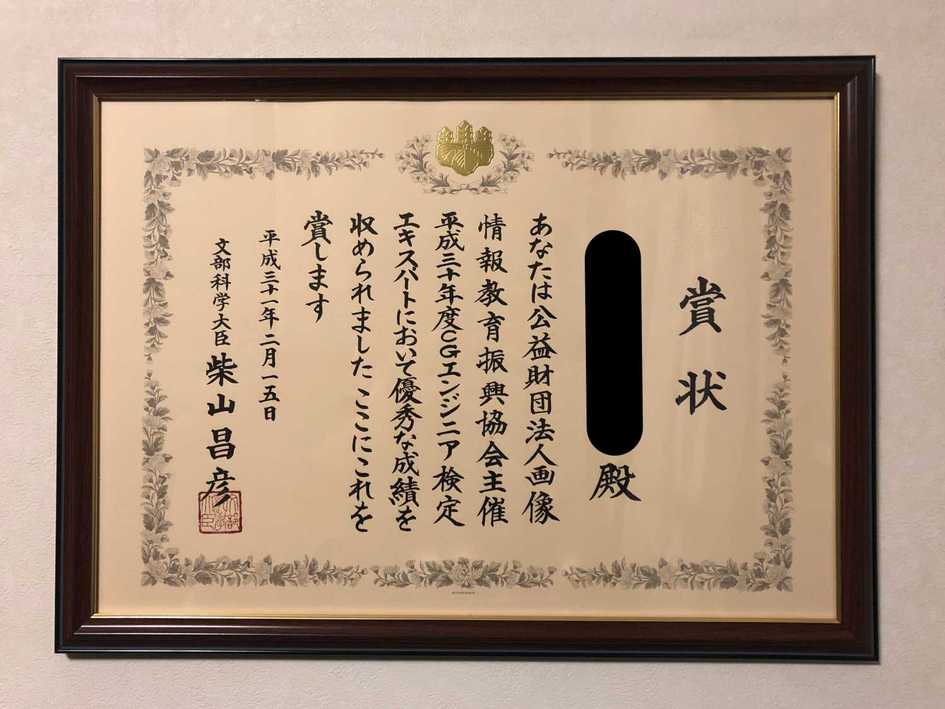 賞状
殿
あなたは公益財団法人画像
情報教育振興協会主催
平成三十年度CGエンジニア検定
エキスパートにおいて優秀な成績を
収められました ここにこれを
賞します
平成三十一年二月一五日
文部科学大臣 柴山昌彦